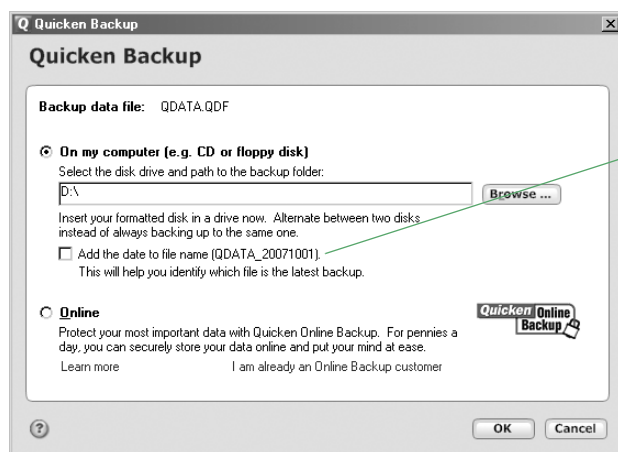 Quicken Backup
Quicken Backup
Backup data file: QDATA.QDF
On my computer (e.g. CD or floppy disk)
Select the disk drive and path to the backup folder:
D:\
Browse ...
Insert your formatted disk in a drive now. Alternate between two disks
instead of always backing up to the same one.
Add the date to file name (QDATA_20071001).
This will help you identify which file is the latest backup.
Online
Protect your most important data with Quicken Online Backup. For pennies a
day, you can securely store your data online and put your mind at ease.
Learn more
I am already an Online Backup customer
Quicken Online
Backup
?
OK
Cancel